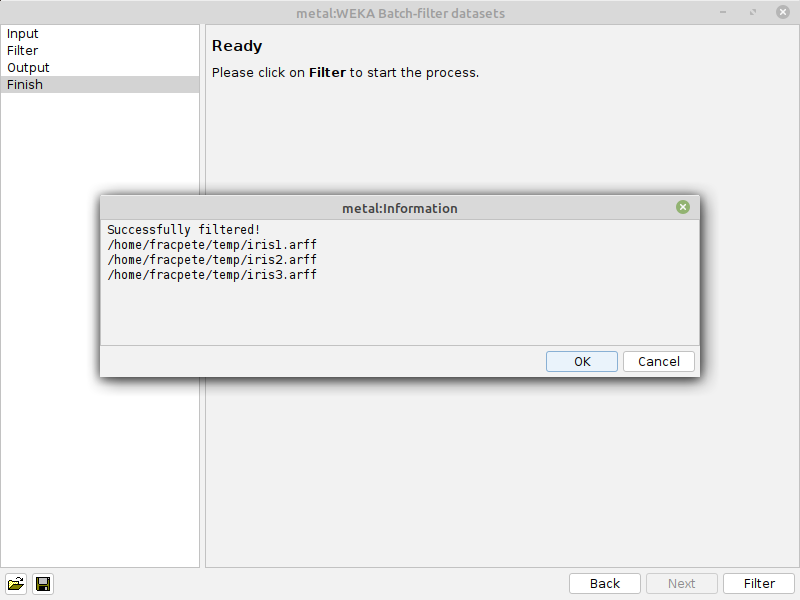 metal:WEKA Batch-filter datasets
Input
Filter
Output
Finish
Ready
Please click on Filter to start the process.
metal:Information
Successfully filtered!
/home/fracpete/temp/iris1.arff
/home/fracpete/temp/iris2.arff
/home/fracpete/temp/iris3.arff
OK
Cancel
Back
Next
Filter